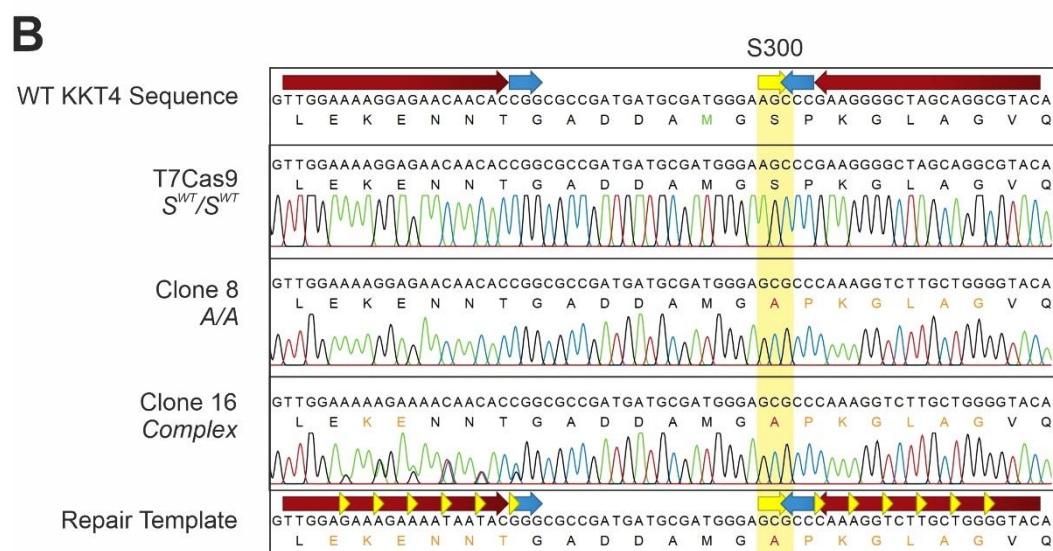 B
S300
WT KKT4 Sequence
GTTGGAAAAGGAGAACAACACCGGCGCCGATGATGCGATGGGAAGCCCGAAGGGGCTAGCAGGCGTACA
L E K E N N T G A D D A M G S P K G L A G V Q
T7Cas9
S^WT/S^WT
GTTGGAAAAGGAGAACAACACCGGCGCCGATGATGCGATGGGAAGCCCGAAGGGGCTAGCAGGCGTACA
L E K E N N T G A D D A M G S P K G L A G V Q
Clone 8
A/A
GTTGGAAAAGGAGAACAACACCGGCGCCGATGATGCGATGGGAGCGCCCAAAGGTCTTGCTGGGGTACA
L E K E N N T G A D D A M G A P K G L A G V Q
Clone 16
Complex
GTTGGAAAAAGAAAACAACACCGGCGCCGATGATGCGATGGGAGCGCCCAAAGGTCTTGCTGGGGTACA
L E K E N N T G A D D A M G A P K G L A G V Q
Repair Template
GTTGGAGAAAGAAAATAATACGGGCGCCGATGATGCGATGGGAGCGCCCAAAGGTCTTGCTGGGGTACA
L E K E N N T G A D D A M G A P K G L A G V Q